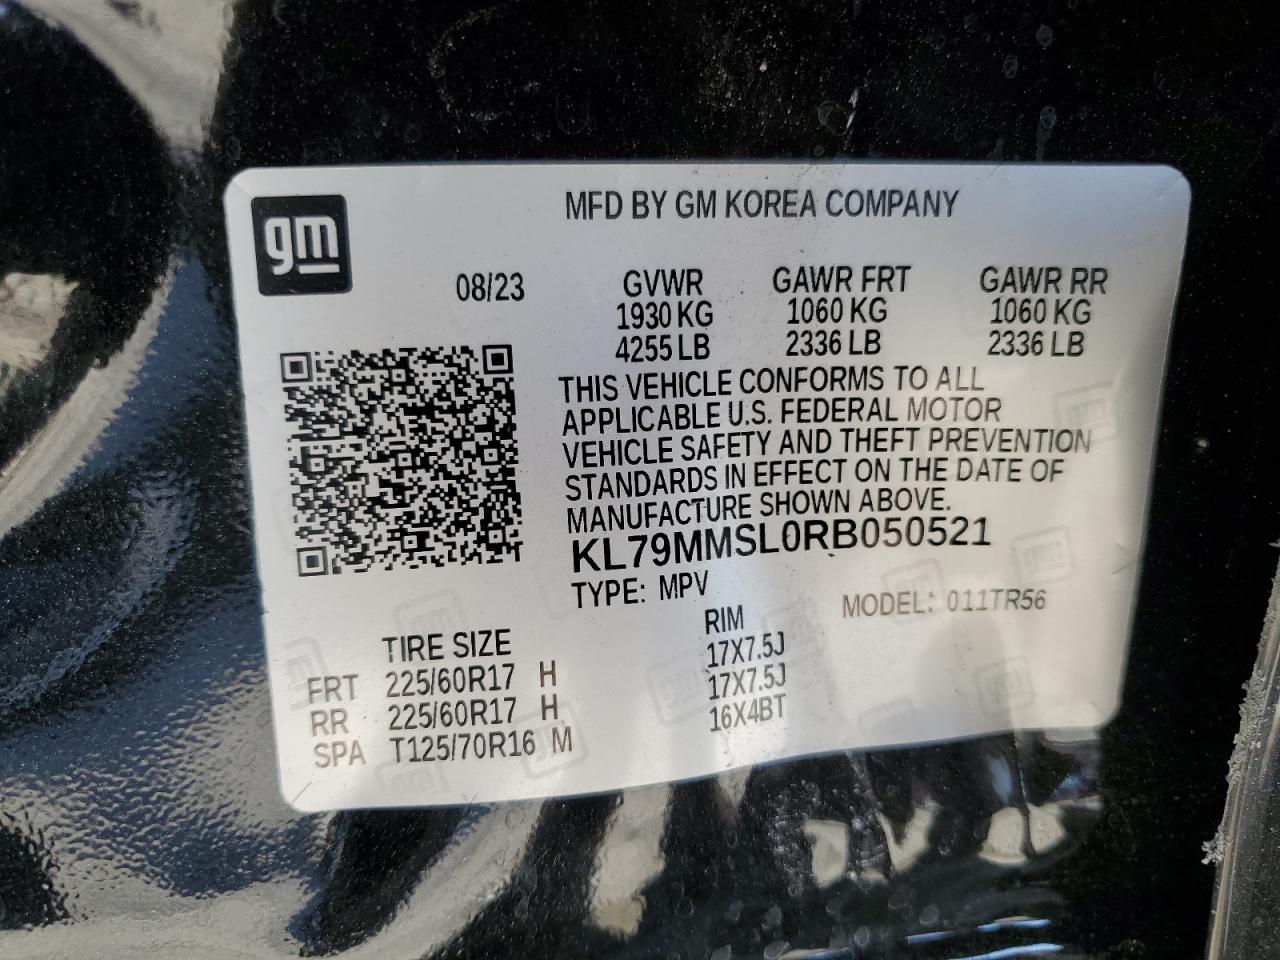 gm
MFD BY GM KOREA COMPANY
08/23
GVWR GAWR FRT GAWR RR
1930 KG 1060 KG 1060 KG
4255 LB 2336 LB 2336 LB
THIS VEHICLE CONFORMS TO ALL
APPLICABLE U.S. FEDERAL MOTOR
VEHICLE SAFETY AND THEFT PREVENTION
STANDARDS IN EFFECT ON THE DATE OF
MANUFACTURE SHOWN ABOVE.
KL79MMSL0RB050521
TYPE: MPV MODEL: 011TR56
TIRE SIZE RIM
FRT 225/60R17 H 17X7.5J
RR 225/60R17 H 17X7.5J
SPA T125/70R16 M 16X4BT